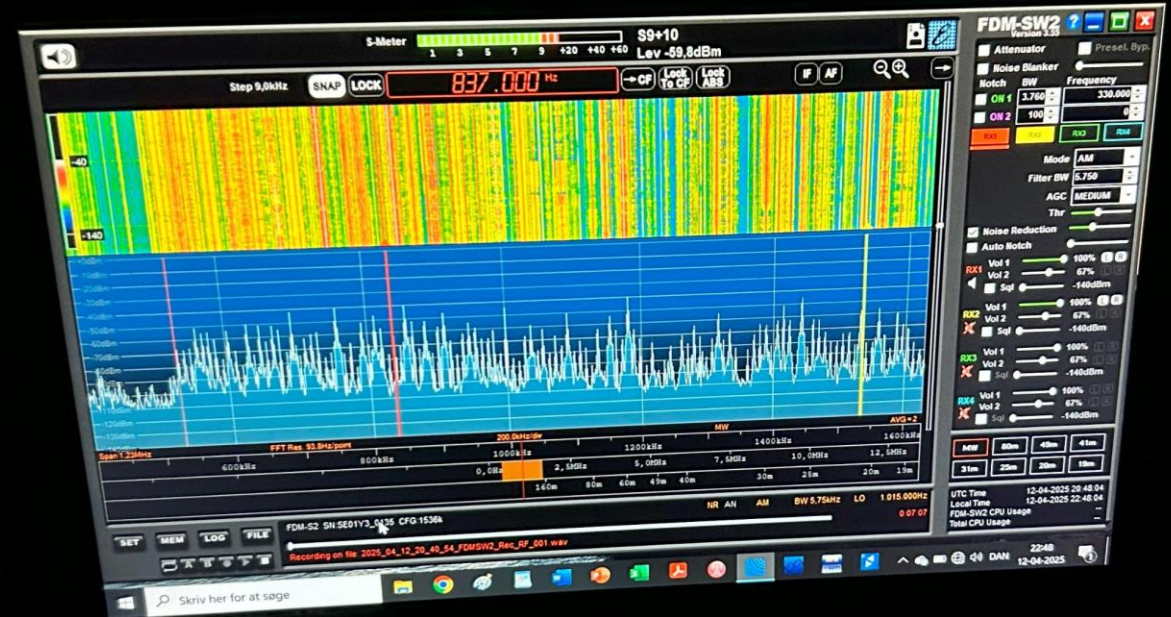 FDM-SW2
Version 3.33
S-Meter
1 3 5 7 9 +20 +40 +60
S9+10
Lev -59,8dBm
Attenuator
Presel. Byp.
Noise Blanker
Notch BW Frequency
ON 1 3.760 330.000
ON 2 100 0
Step 9,0kHz
SNAP
LOCK
837.000 Hz
→CF
Lock To CF
Lock ABS
IF
AF
RX1 RX2 RX3 RX4
Mode AM
Filter BW 5.750
AGC MEDIUM
Thr
Noise Reduction
Auto Notch
-40
-140
RX1 Vol 1 100% L R
Vol 2 67% L R
Sql -140dBm
RX2 Vol 1 100% L R
Vol 2 67% L R
Sql -140dBm
RX3 Vol 1 100% L R
Vol 2 67% L R
Sql -140dBm
RX4 Vol 1 100% L R
Vol 2 67% L R
Sql -140dBm
Span 1.23MHz
FFT Res. 93.8Hz/point
200.0kHz/div
MW
AVG=2
600kHz 800kHz 1000kHz 1200kHz 1400kHz 1600kHz
0,0Hz 2,5MHz 5,0MHz 7,5MHz 10,0MHz 12,5MHz
160m 80m 60m 49m 40m 30m 25m 20m 19m
MW 80m 49m 41m
31m 25m 20m 19m
NR AN AM BW 5.75kHz LO 1 015.000Hz
0:07:07
UTC Time 12-04-2025 20:48:04
Local Time 12-04-2025 22:48:04
FDM-SW2 CPU Usage --
Total CPU Usage --
SET
MEM
LOG
FILE
FDM-S2 SN:SE01Y3_0435 CFG:1536k
Recording on file: 2025_04_12_20_40_54_FDMSW2_Rec_RF_001.wav
Skriv her for at søge
DAN
22:48
12-04-2025